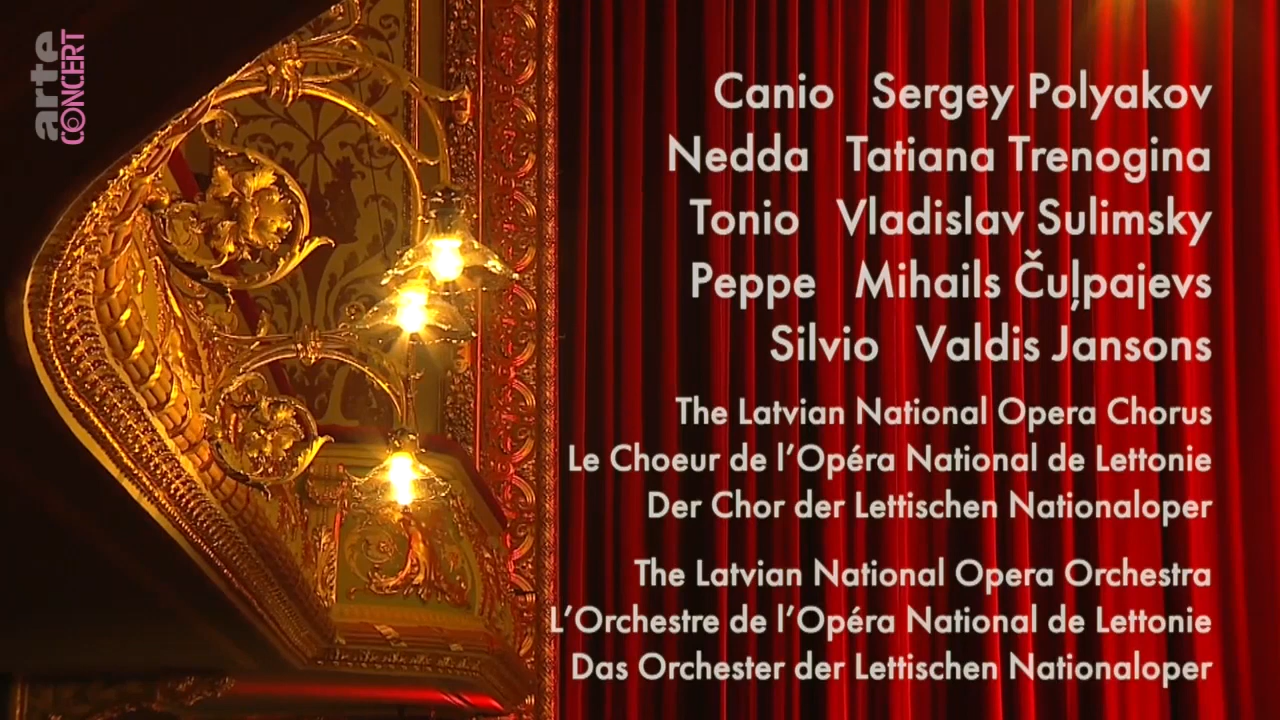 arte
CONCERT
Canio Sergey Polyakov
Nedda Tatiana Trenogina
Tonio Vladislav Sulimsky
Peppe Mihails Čuļpajevs
Silvio Valdis Jansons
The Latvian National Opera Chorus
Le Choeur de l’Opéra National de Lettonie
Der Chor der Lettischen Nationaloper
The Latvian National Opera Orchestra
L’Orchestre de l’Opéra National de Lettonie
Das Orchester der Lettischen Nationaloper